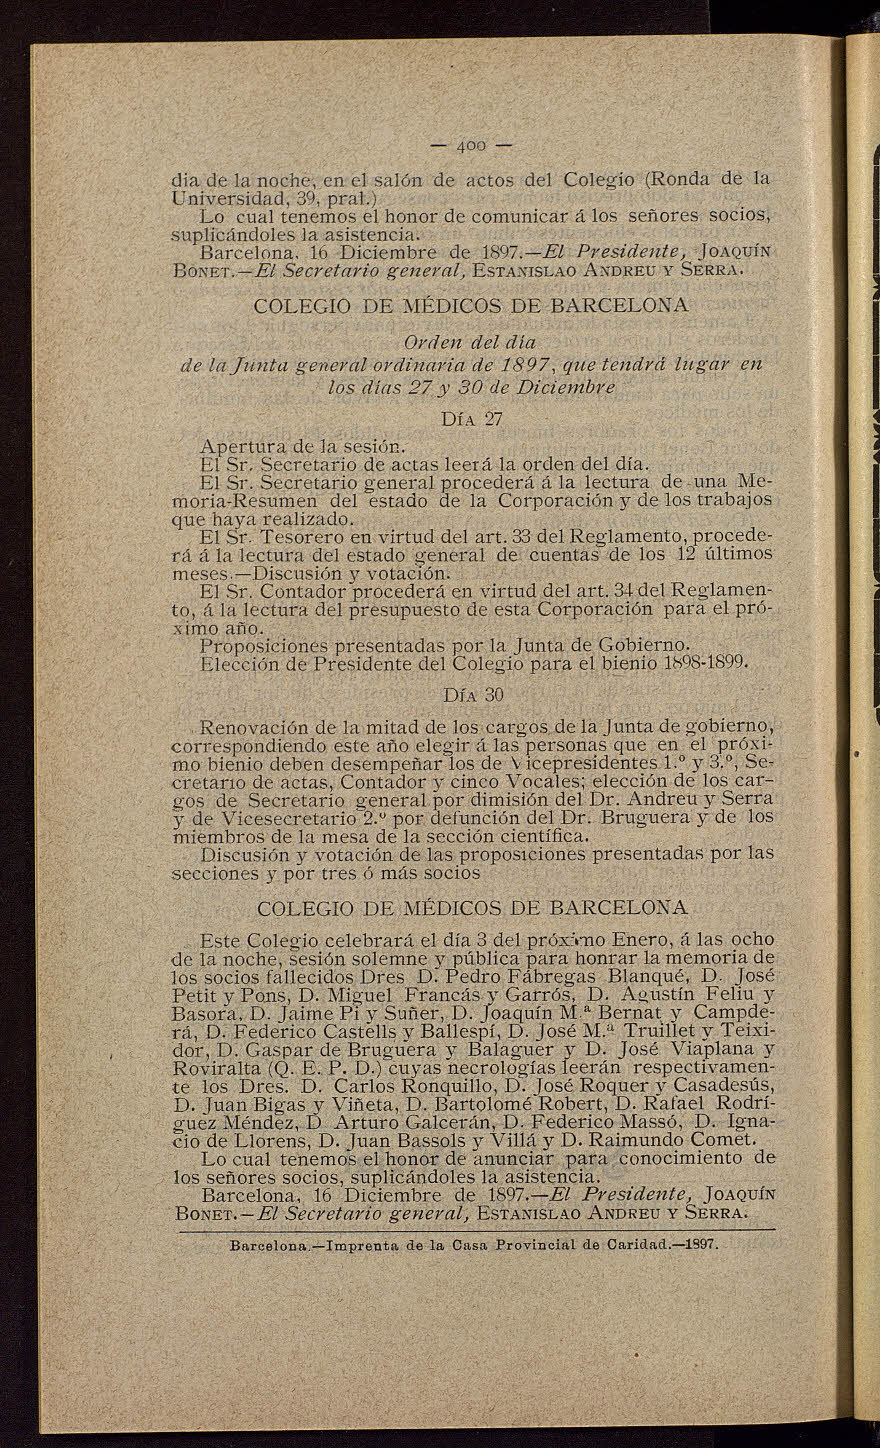 — 400 —
dia de la noche, en el salón de actos del Colegio (Ronda de la
Universidad, 39, pral.)
Lo cual tenemos el honor de comunicar á los señores socios,
suplicándoles la asistencia.
Barcelona, 16 Diciembre de 1897.—El Presidente, JOAQUÍN
BONET.—El Secretario general, ESTANISLAO ANDREU Y SERRA.
COLEGIO DE MÉDICOS DE BARCELONA
Orden del día
de la Junta general ordinaria de 1897, que tendrá lugar en
los días 27 y 30 de Diciembre
DÍA 27
Apertura de la sesión.
El Sr. Secretario de actas leerá la orden del día.
El Sr. Secretario general procederá á la lectura de una Me-
moria-Resumen del estado de la Corporación y de los trabajos
que haya realizado.
El Sr. Tesorero en virtud del art. 33 del Reglamento, procede-
rá á la lectura del estado general de cuentas de los 12 últimos
meses.—Discusión y votación.
El Sr. Contador procederá en virtud del art. 34 del Reglamen-
to, á la lectura del presupuesto de esta Corporación para el pró-
ximo año.
Proposiciones presentadas por la Junta de Gobierno.
Elección de Presidente del Colegio para el bienio 1898-1899.
DÍA 30
Renovación de la mitad de los cargos de la Junta de gobierno,
correspondiendo este año elegir á las personas que en el próxi-
mo bienio deben desempeñar los de Vicepresidentes 1.º y 3.º, Se-
cretario de actas, Contador y cinco Vocales; elección de los car-
gos de Secretario general por dimisión del Dr. Andreu y Serra
y de Vicesecretario 2.º por defunción del Dr. Bruguera y de los
miembros de la mesa de la sección científica.
Discusión y votación de las proposiciones presentadas por las
secciones y por tres ó más socios
COLEGIO DE MÉDICOS DE BARCELONA
Este Colegio celebrará el día 3 del próximo Enero, á las ocho
de la noche, sesión solemne y pública para honrar la memoria de
los socios fallecidos Dres D. Pedro Fábregas Blanqué, D. José
Petit y Pons, D. Miguel Francás y Garrós, D. Agustín Feliu y
Basora, D. Jaime Pi y Suñer, D. Joaquín M.ª Bernat y Campde-
rá, D. Federico Castells y Ballespí, D. José M.ª Truillet y Teixi-
dor, D. Gaspar de Bruguera y Balaguer y D. José Viaplana y
Roviralta (Q. E. P. D.) cuyas necrologías leerán respectivamen-
te los Dres. D. Carlos Ronquillo, D. José Roquer y Casadesús,
D. Juan Bigas y Viñeta, D. Bartolomé Robert, D. Rafael Rodrí-
guez Méndez, D Arturo Galcerán, D. Federico Massó, D. Igna-
cio de Llorens, D. Juan Bassols y Villá y D. Raimundo Comet.
Lo cual tenemos el honor de anunciar para conocimiento de
los señores socios, suplicándoles la asistencia.
Barcelona, 16 Diciembre de 1897.—El Presidente, JOAQUÍN
BONET.—El Secretario general, ESTANISLAO ANDREU Y SERRA.
Barcelona.—Imprenta de la Casa Provincial de Caridad.—1897.